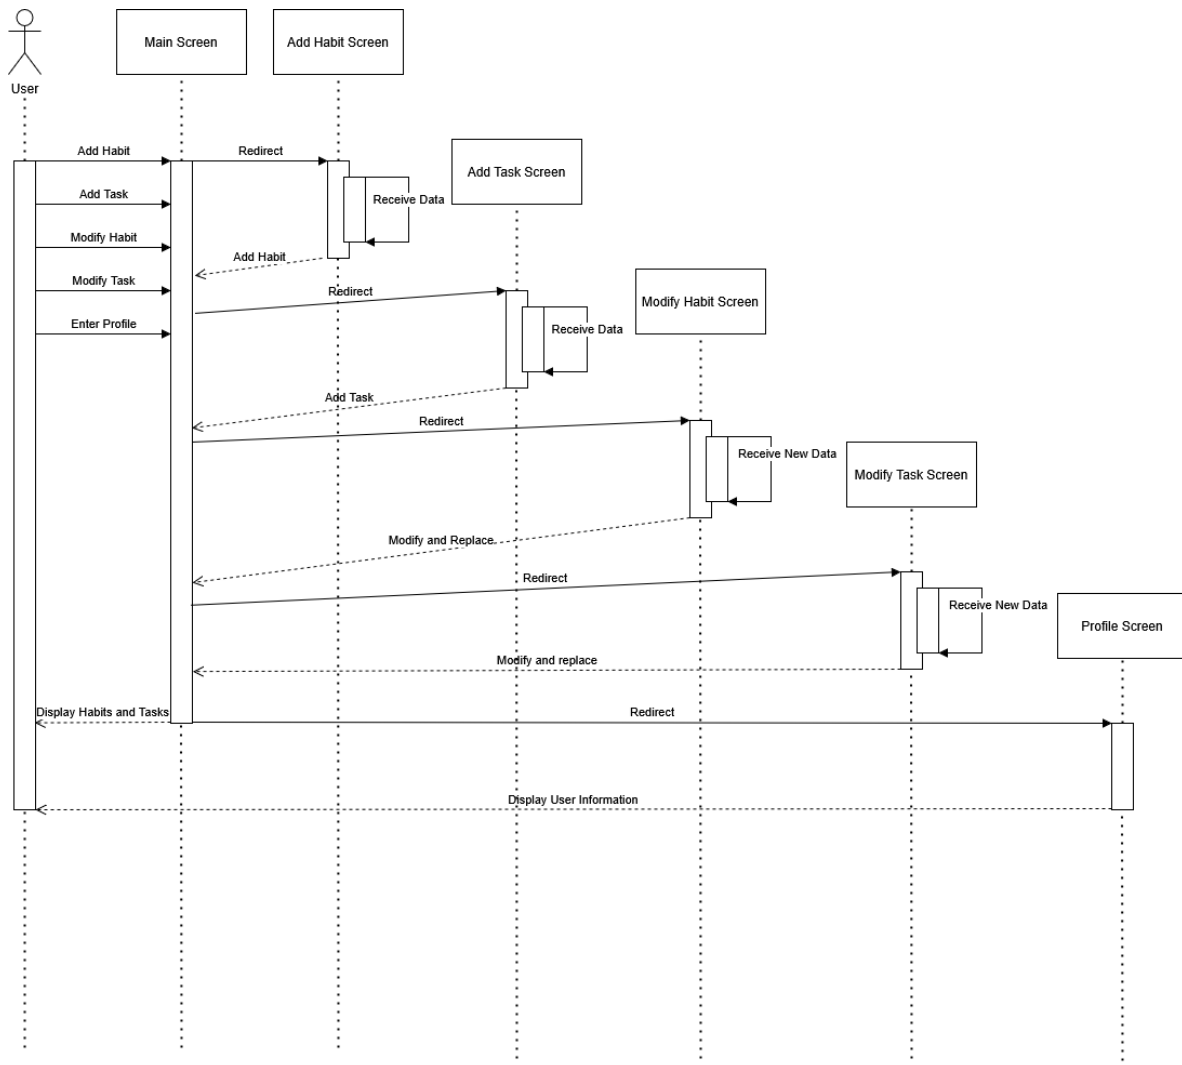 User
Main Screen
Add Habit Screen
Add Habit
Redirect
Add Task Screen
Add Task
Receive Data
Modify Habit
Add Habit
Modify Task
Redirect
Modify Habit Screen
Enter Profile
Receive Data
Add Task
Redirect
Receive New Data
Modify Task Screen
Modify and Replace
Redirect
Receive New Data
Profile Screen
Modify and replace
Display Habits and Tasks
Redirect
Display User Information